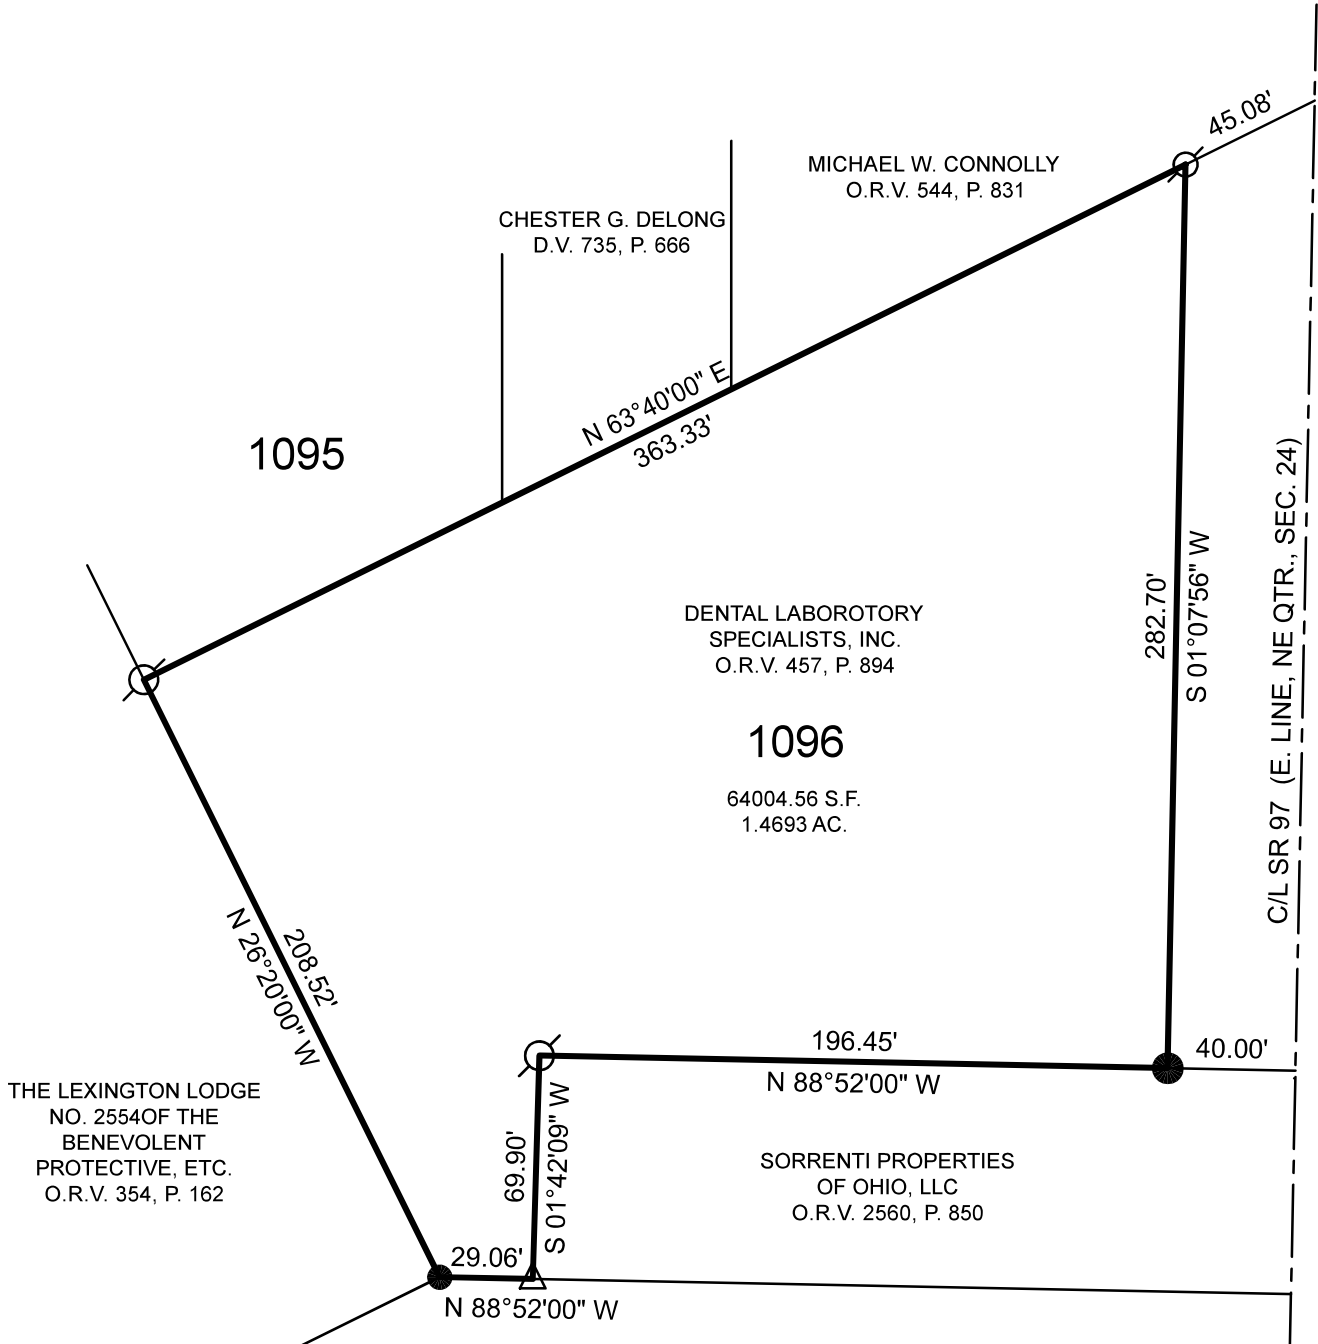 45.08'
MICHAEL W. CONNOLLY
O.R.V. 544, P. 831
CHESTER G. DELONG
D.V. 735, P. 666
N 63°40'00" E
363.33'
1095
C/L SR 97 (E. LINE, NE QTR., SEC. 24)
282.70'
S 01°07'56" W
DENTAL LABOROTORY
SPECIALISTS, INC.
O.R.V. 457, P. 894
1096
64004.56 S.F.
1.4693 AC.
208.52'
N 26°20'00" W
196.45'
N 88°52'00" W
40.00'
THE LEXINGTON LODGE
NO. 2554OF THE
BENEVOLENT
PROTECTIVE, ETC.
O.R.V. 354, P. 162
69.90'
S 01°42'09" W
SORRENTI PROPERTIES
OF OHIO, LLC
O.R.V. 2560, P. 850
29.06'
N 88°52'00" W